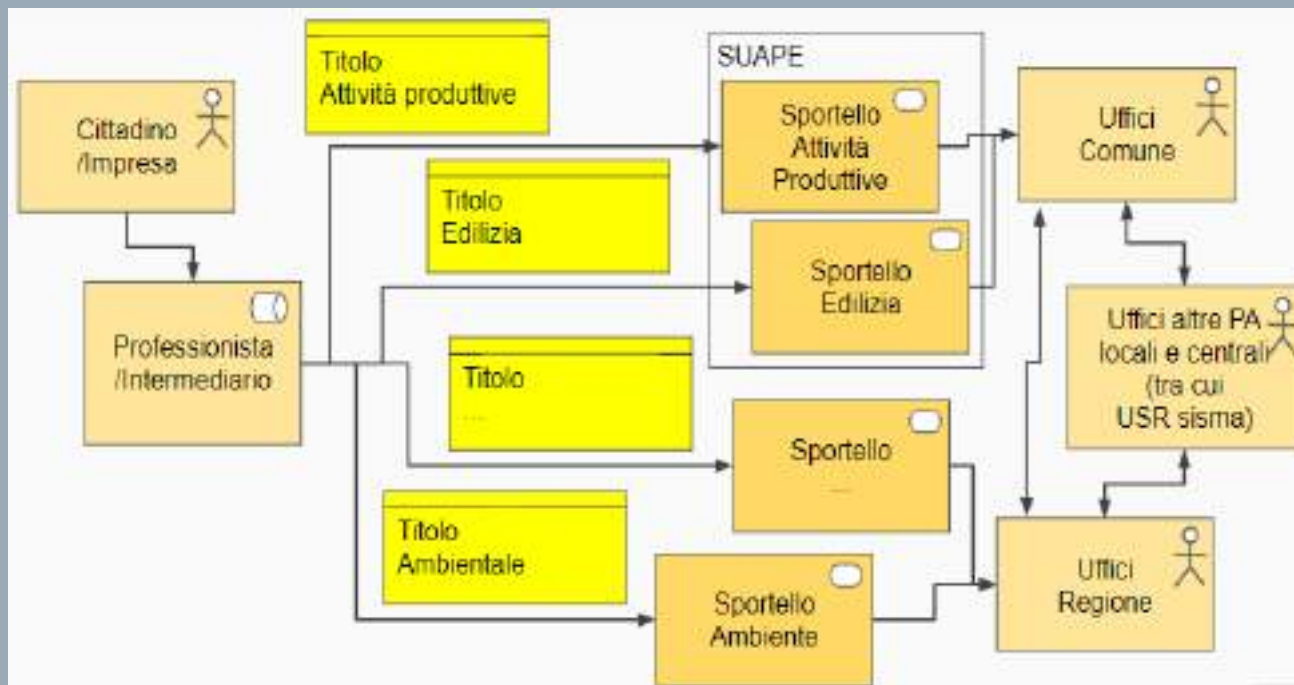 Titolo
Attività produttive
SUAPE
Cittadino
/Impresa
Sportello
Attività
Produttive
Uffici
Comune
Titolo
Edilizia
Sportello
Edilizia
Professionista
/Intermediario
Uffici altre PA
locali e centrali
(tra cui
USR sisma)
Titolo
...
Sportello
...
Titolo
Ambientale
Sportello
Ambiente
Uffici
Regione